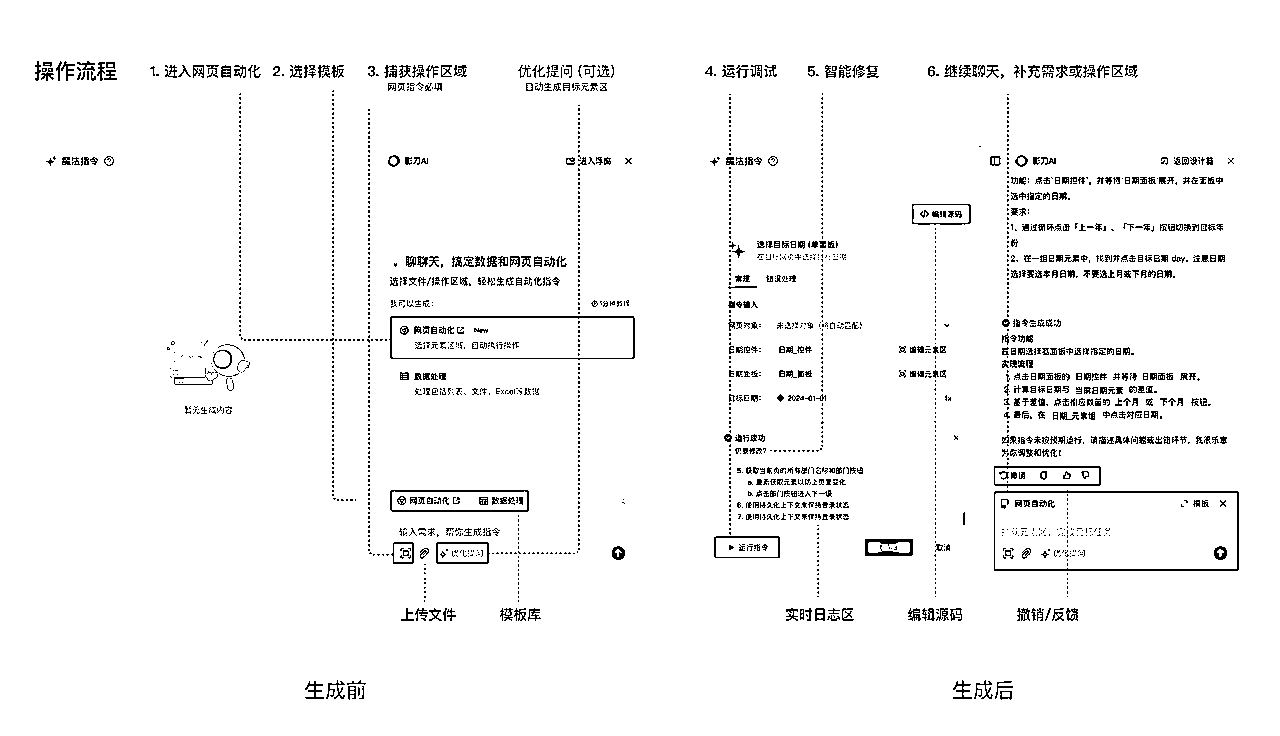 操作流程
1. 进入网页自动化
2. 选择模板
3. 捕获操作区域
网页指令必填
优化提问 (可选)
自动生成目标元素区
魔法指令
影刀AI
聊聊天，搞定数据和网页自动化
选择文件/操作区域，轻松生成自动化指令
我可以生成：
5分钟教程
网页自动化 New
选择元素区域，自动执行操作
数据处理
处理包括列表、文件、Excel等数据
暂无生成内容
网页自动化
数据处理
输入需求，帮你生成指令
优化提问
上传文件
模板库
生成前
4. 运行调试
5. 智能修复
6. 继续聊天，补充需求或操作区域
魔法指令
影刀AI
返回设计器
编辑源码
选择目标日期 (单面板)
常规
错误处理
指令输入
网页对象：
未选择对象
日期控件：
日期_控件
编辑元素区
日期面板：
日期_面板
编辑元素区
目标日期：
2024-01-01
fx
运行成功
仍要修改?
5. 获取当前页的所有部门名称和部门按钮
a. 重新获取元素以防止页面变化
b. 点击部门按钮进入下一级
6. 使用持久化上下文来保持登录状态
7. 使用持久化上下文来保持登录状态
运行指令
取消
功能：点击'日期控件'，并等待'日期面板'展开，并在面板中
选中指定的日期。
要求：
1、通过循环点击「上一年」、「下一年」按钮切换到目标年
份
2、在一组日期元素中，找到并点击目标日期 day。注意日期
选择要选本月日期，不要选上月或下月的日期。
指令生成成功
指令功能
在日期选择器面板中选择指定的日期。
实现流程
1. 点击日期面板的 日期控件 并等待 日期面板 展开。
2. 计算目标日期与 当前日期元素 的差值。
3. 基于差值，点击相应数量的 上个月 或 下个月 按钮。
4. 最后，在 日期_元素组 中点击对应日期。
如果指令未按预期运行，请描述具体问题或出错环节，我很乐意
为你调整和优化！
撤销
网页自动化
模板
优化提问
实时日志区
编辑源码
撤销/反馈
生成后